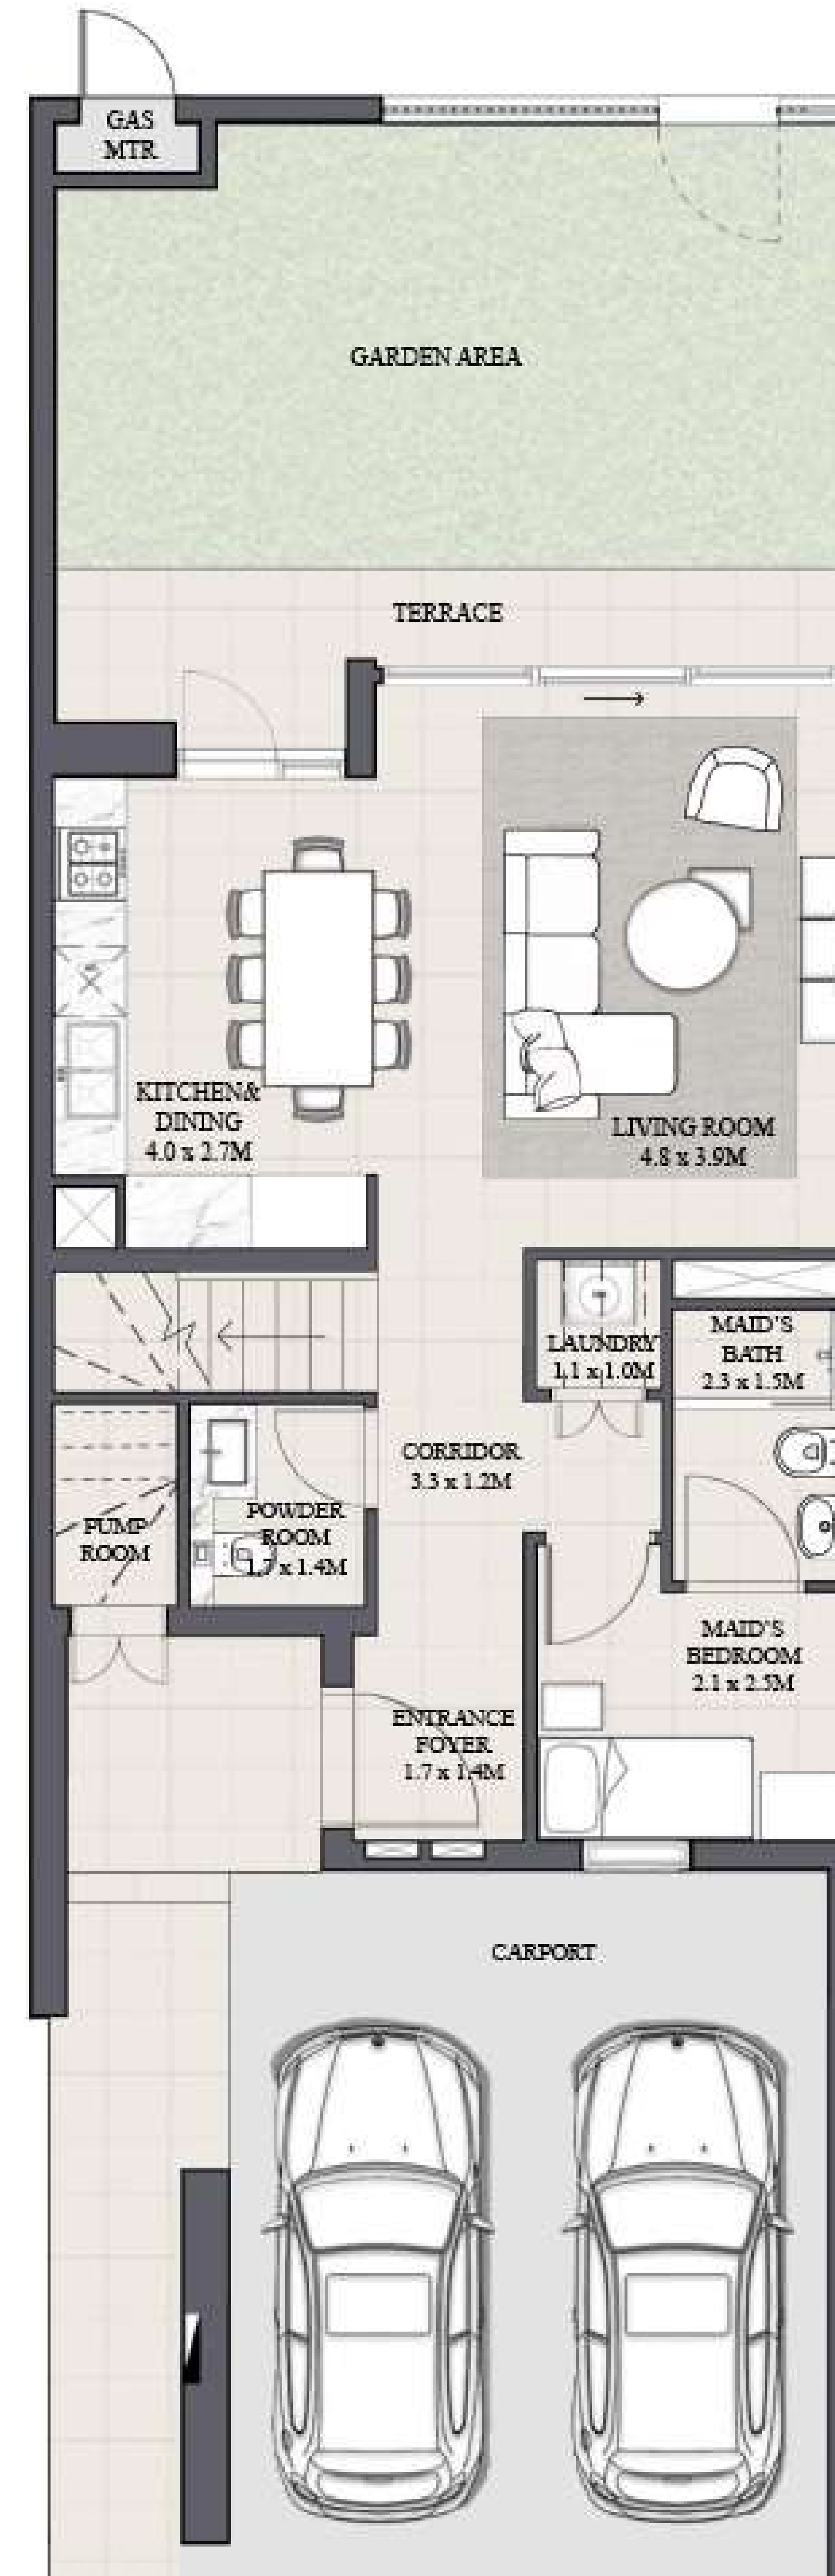 GAS
MTR
GARDEN AREA
TERRACE
KITCHEN&
DINING
4.0 x 2.7M
LIVING ROOM
4.8 x 3.9M
LAUNDRY
1.1 x 1.0M
MAID'S
BATH
2.3 x 1.5M
CORRIDOR
3.3 x 1.2M
POWDER
ROOM
1.7 x 1.4M
PUMP
ROOM
MAID'S
BEDROOM
2.1 x 2.5M
ENTRANCE
FOYER
1.7 x 1.4M
CARPORT